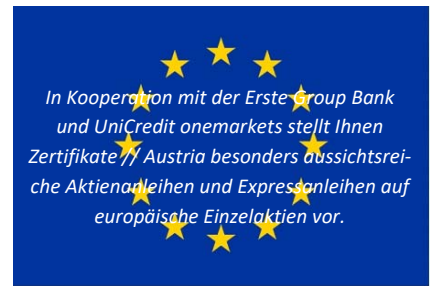 In Kooperation mit der Erste Group Bank
und UniCredit onemarkets stellt Ihnen
Zertifikate // Austria besonders aussichtsrei-
che Aktienanleihen und Expressanleihen auf
europäische Einzelaktien vor.